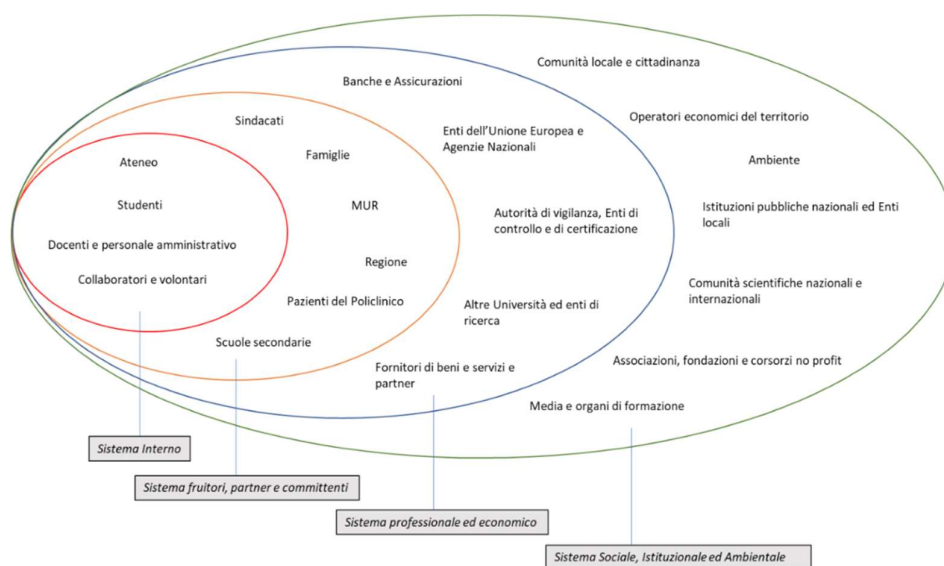 Comunità locale e cittadinanza
Banche e Assicurazioni
Operatori economici del territorio
Sindacati
Enti dell'Unione Europea e
Agenzie Nazionali
Famiglie
Ateneo
Ambiente
Studenti
MUR
Istituzioni pubbliche nazionali ed Enti
locali
Autorità di vigilanza, Enti di
controllo e di certificazione
Docenti e personale amministrativo
Regione
Collaboratori e volontari
Comunità scientifiche nazionali e
internazionali
Pazienti del Policlinico
Altre Università ed enti di
ricerca
Scuole secondarie
Associazioni, fondazioni e corsorzi no profit
Fornitori di beni e servizi e
partner
Media e organi di formazione
Sistema Interno
Sistema fruitori, partner e committenti
Sistema professionale ed economico
Sistema Sociale, Istituzionale ed Ambientale